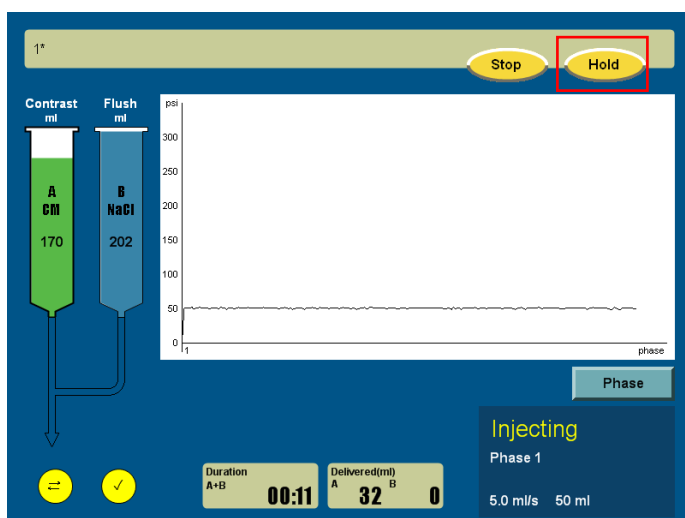 1*
Stop
Hold
Contrast
ml
Flush
ml
A
CM
170
B
NaCl
202
psi
300
250
200
150
100
50
0
1
phase
Phase
Injecting
Phase 1
5.0 ml/s 50 ml
Duration
A+B
00:11
Delivered(ml)
A 32 B 0